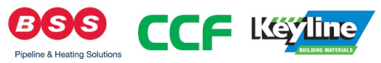 BSS
Pipeline & Heating Solutions
CCF
Keyline
BUILDING MATERIALS